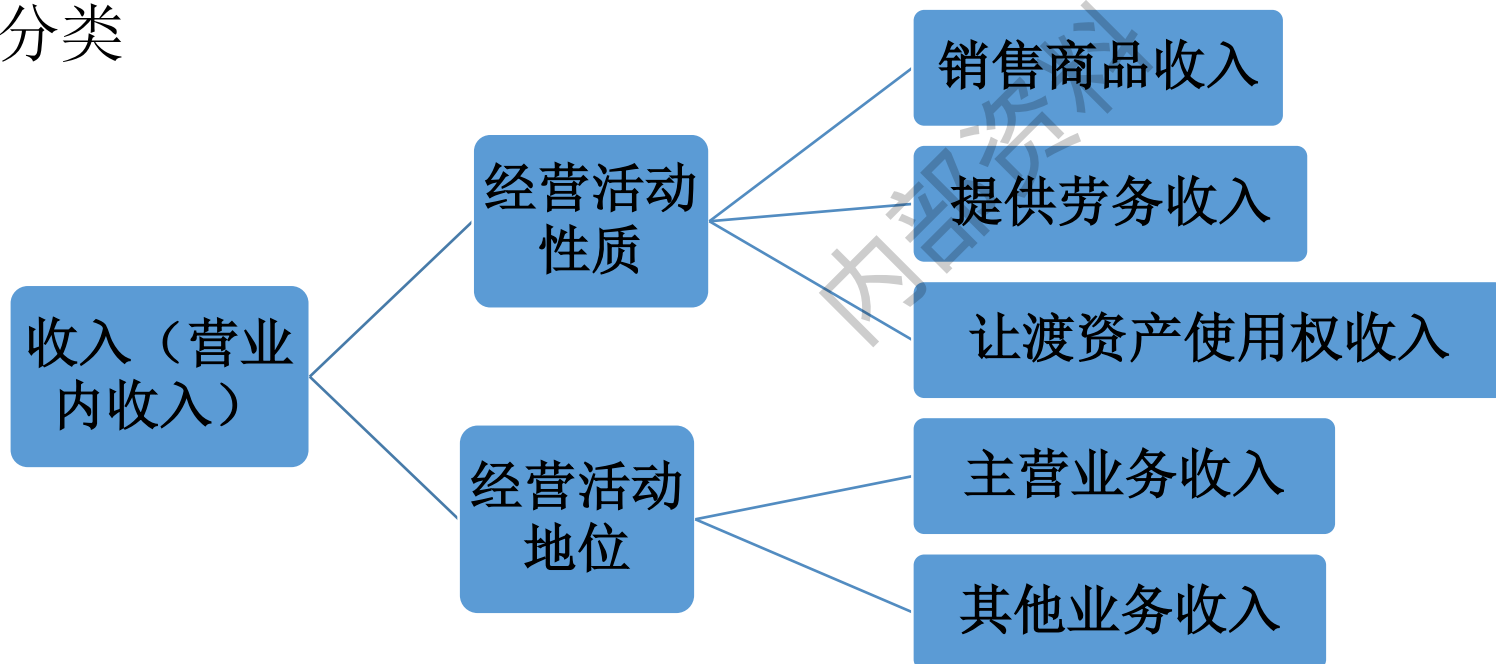 分类
收入（营业
内收入）
经营活动
性质
销售商品收入
提供劳务收入
让渡资产使用权收入
经营活动
地位
主营业务收入
其他业务收入
内部资料